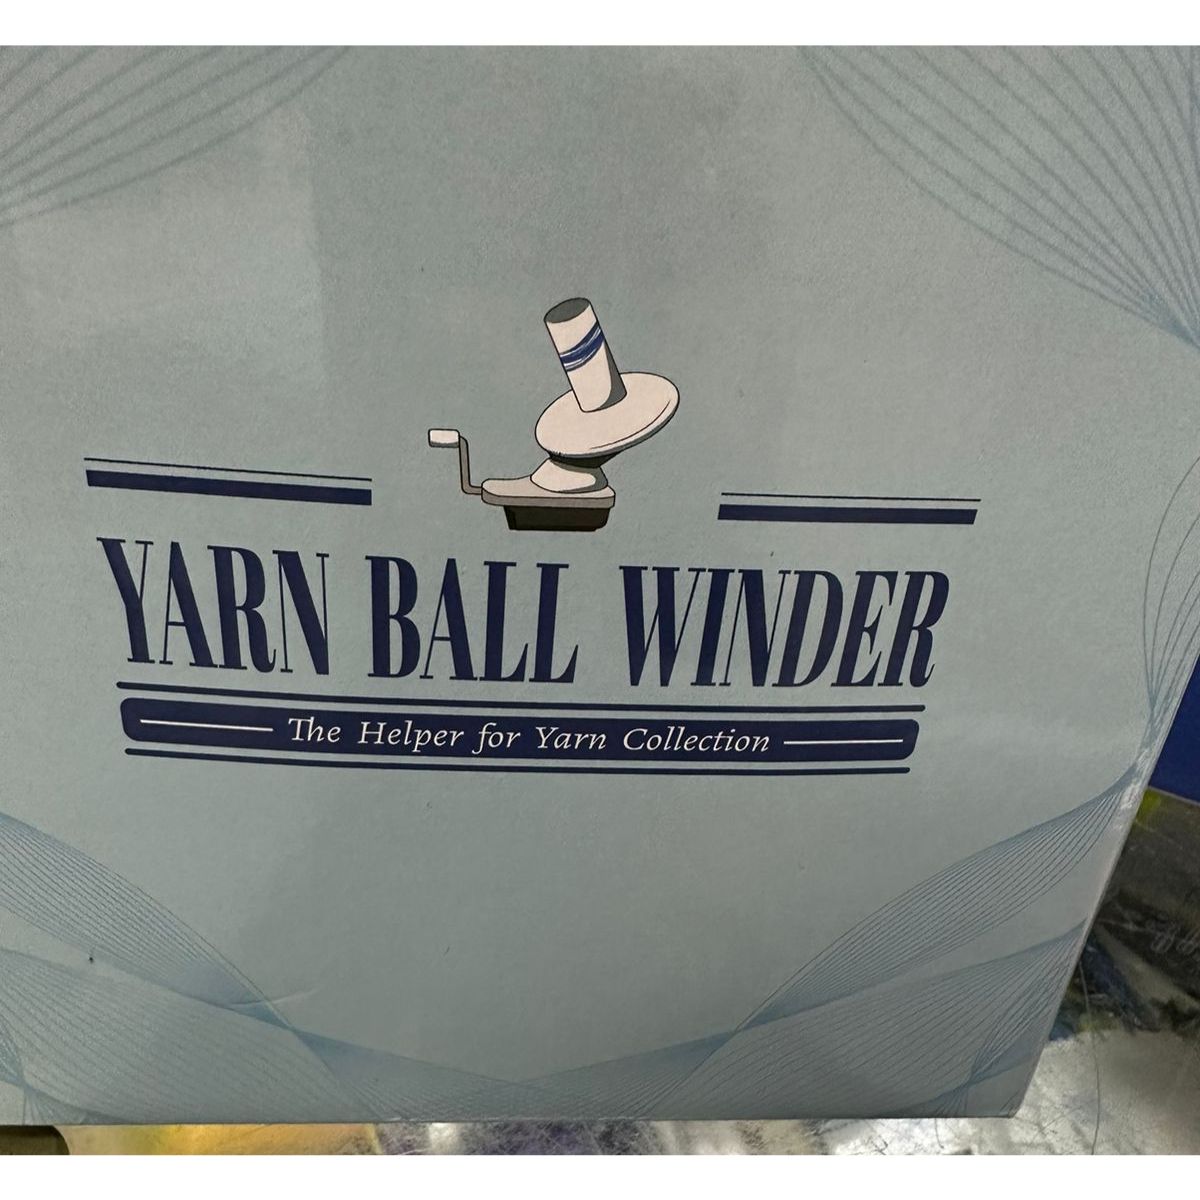 YARN BALL WINDER
The Helper for Yarn Collection